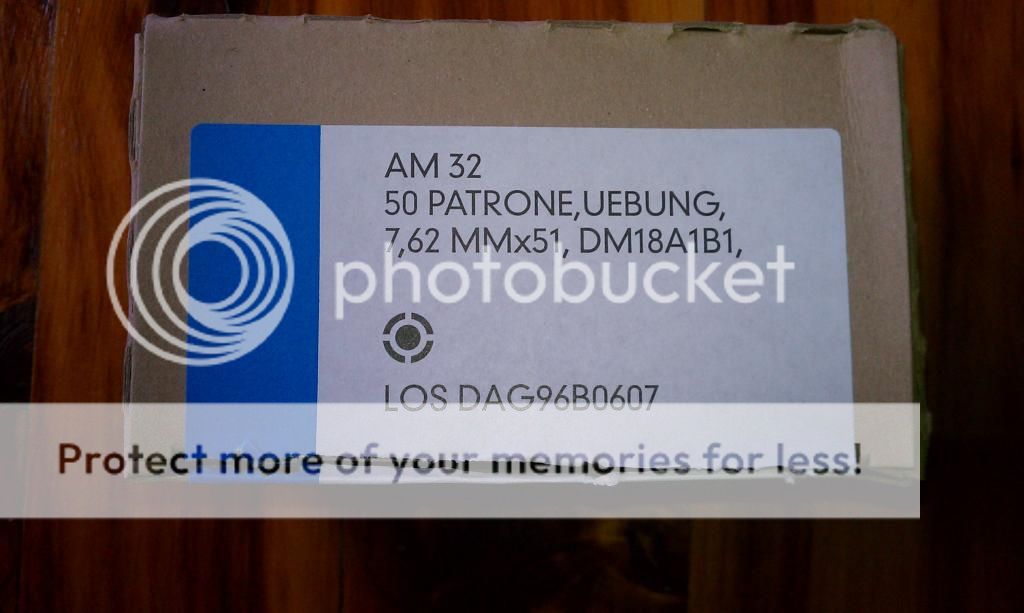 AM 32
50 PATRONE,UEBUNG,
7,62 MMx51, DM18A1B1,
photobucket
LOS DAG96B0607
Protect more of your memories for less!